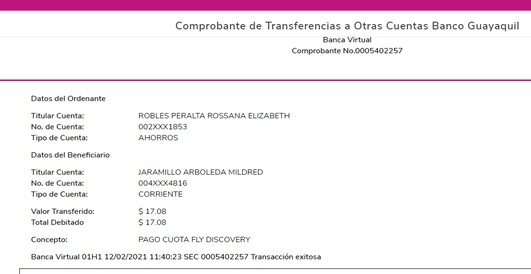 Comprobante de Transferencias a Otras Cuentas Banco Guayaquil
Banca Virtual
Comprobante No.0005402257
Datos del Ordenante
Titular Cuenta: ROBLES PERALTA ROSSANA ELIZABETH
No. de Cuenta: 002XXX1853
Tipo de Cuenta: AHORROS
Datos del Beneficiario
Titular Cuenta: JARAMILLO ARBOLEDA MILDRED
No. de Cuenta: 004XXX4816
Tipo de Cuenta: CORRIENTE
Valor Transferido: $ 17.08
Total Debitado $ 17.08
Concepto: PAGO CUOTA FLY DISCOVERY
Banca Virtual 01H1 12/02/2021 11:40:23 SEC 0005402257 Transacción exitosa